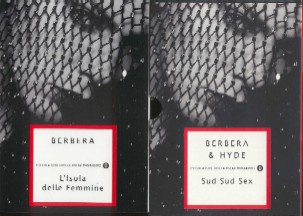 BERBERA
L'Isola
delle Femmine
BERBERA
& HYDE
Sud Sud Sex